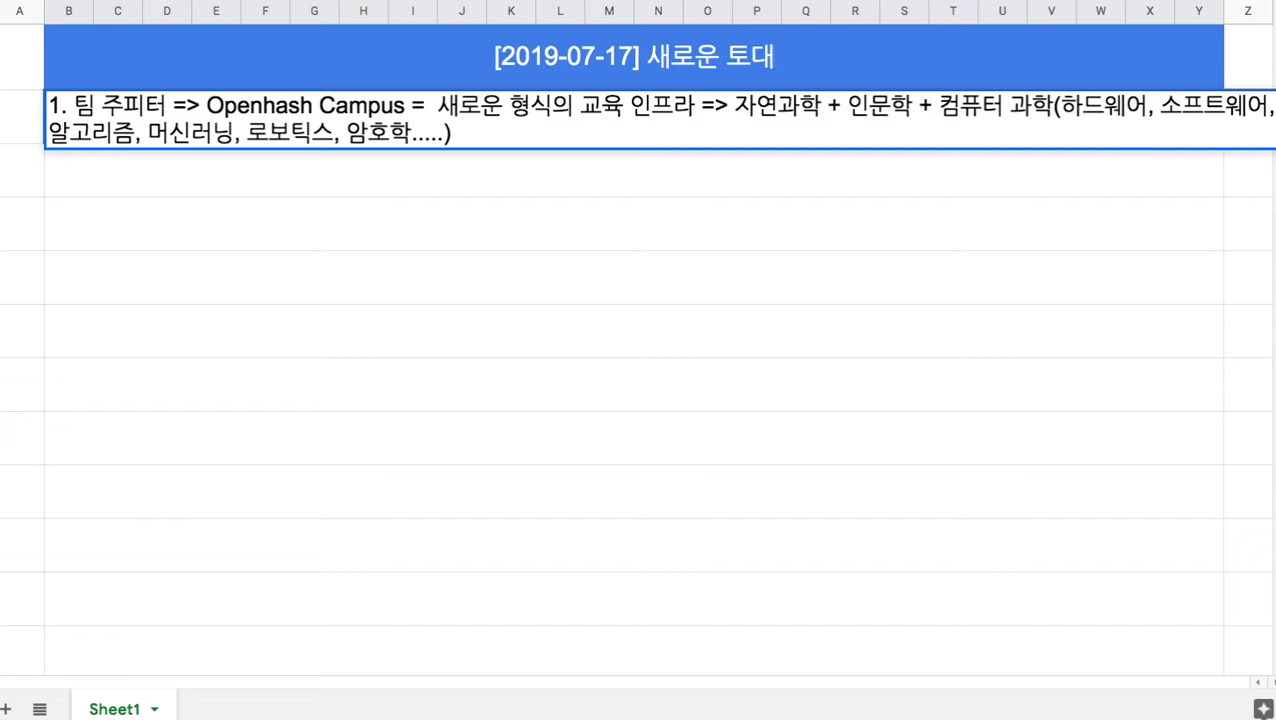 A B C D E F G H I J K L M N O P Q R S T U V W X Y Z
[2019-07-17] 새로운 토대
1. 팀 주피터 => Openhash Campus = 새로운 형식의 교육 인프라 => 자연과학 + 인문학 + 컴퓨터 과학(하드웨어, 소프트웨어,
알고리즘, 머신러닝, 로보틱스, 암호학.....)
Sheet1